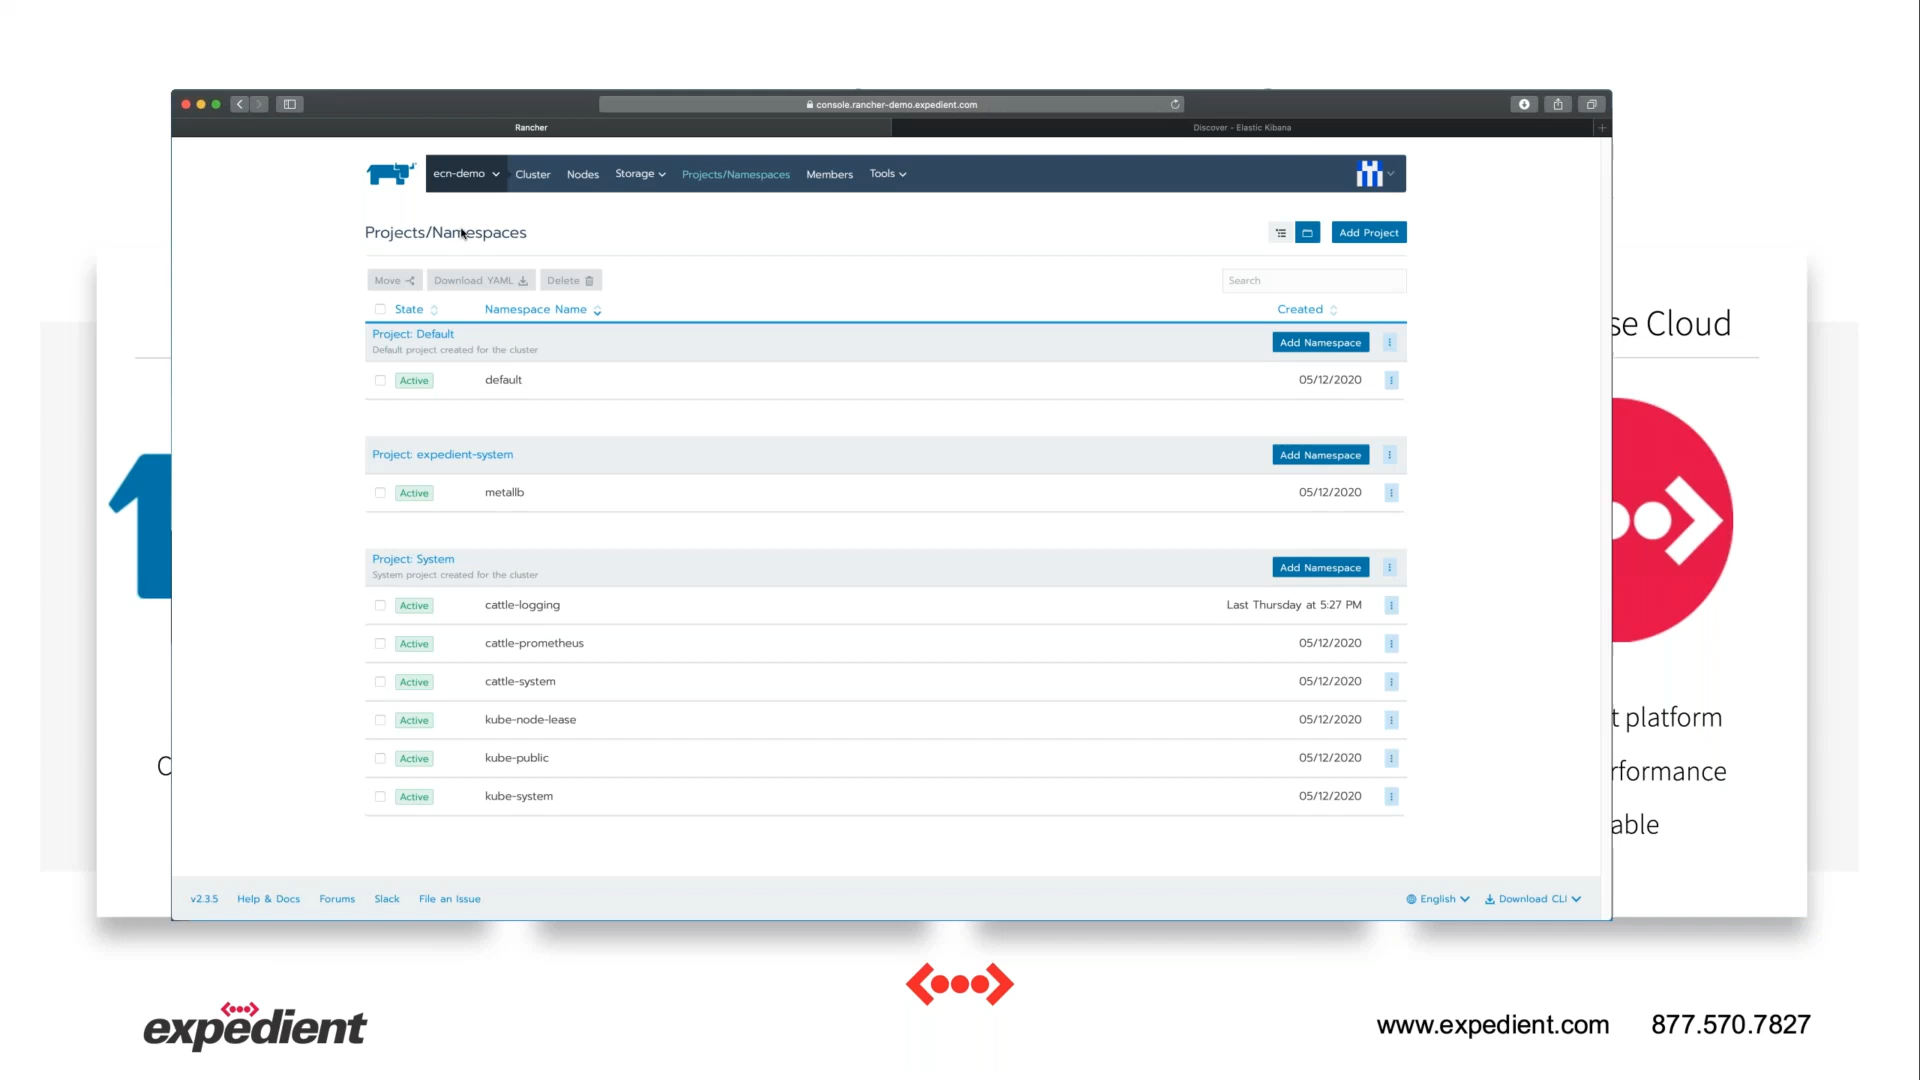 console.rancher-demo.expedient.com
Rancher
Discover - Elastic Kibana
ecn-demo Cluster Nodes Storage Projects/Namespaces Members Tools
Projects/Namespaces
Add Project
Move Download YAML Delete
Search
State Namespace Name Created
Project: Default
Default project created for the cluster
Add Namespace
Active default 05/12/2020
Project: expedient-system
Add Namespace
Active metallb 05/12/2020
Project: System
System project created for the cluster
Add Namespace
Active cattle-logging Last Thursday at 5:27 PM
Active cattle-prometheus 05/12/2020
Active cattle-system 05/12/2020
Active kube-node-lease 05/12/2020
Active kube-public 05/12/2020
Active kube-system 05/12/2020
v2.3.5 Help & Docs Forums Slack File an Issue
English Download CLI
se Cloud
t platform
rformance
able
expedient
www.expedient.com 877.570.7827